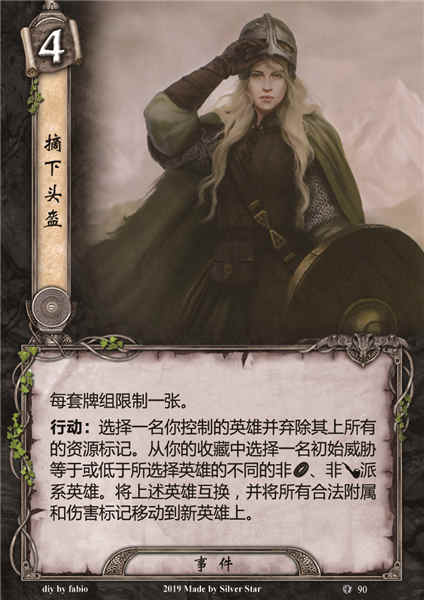 4
摘下头盔
每套牌组限制一张。
行动：选择一名你控制的英雄并弃除其上所有
的资源标记。从你的收藏中选择一名初始威胁
等于或低于所选择英雄的不同的非、非派
系英雄。将上述英雄互换，并将所有合法附属
和伤害标记移动到新英雄上。
事件
diy by fabio
2019 Made by Silver Star
90